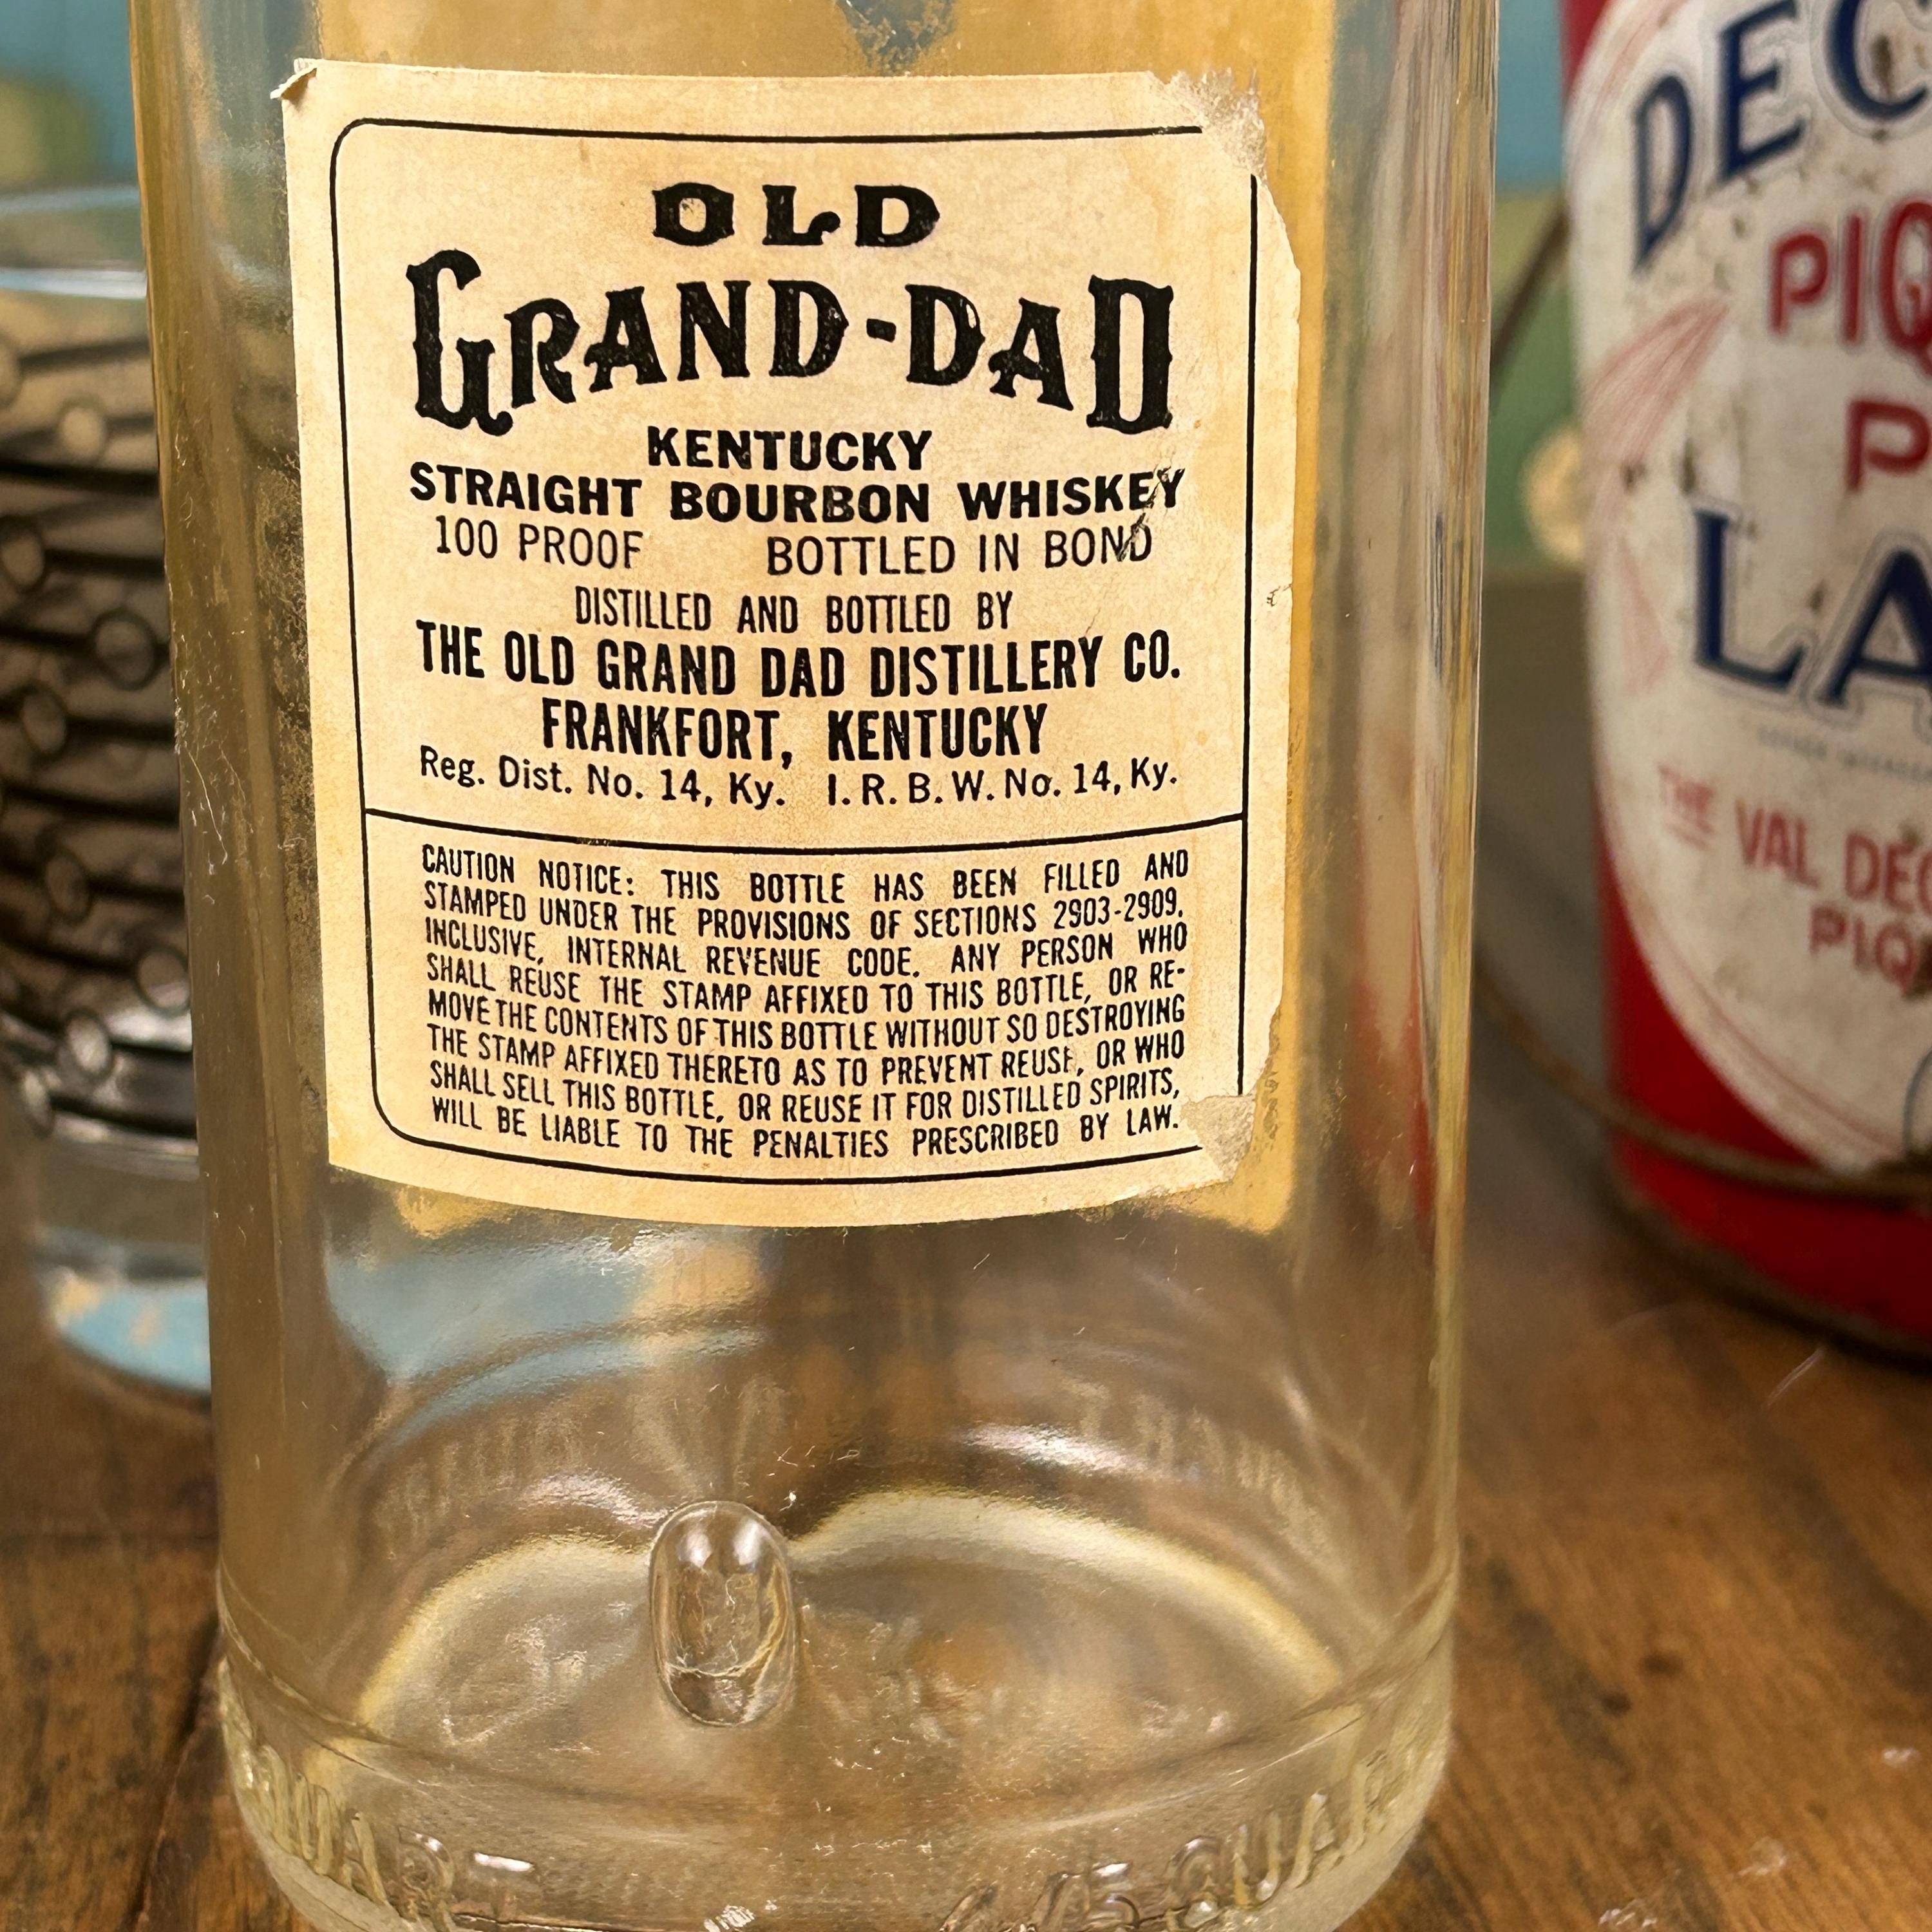 OLD
GRAND-DAD
KENTUCKY
STRAIGHT BOURBON WHISKEY
100 PROOF BOTTLED IN BOND
DISTILLED AND BOTTLED BY
THE OLD GRAND DAD DISTILLERY CO.
FRANKFORT, KENTUCKY
Reg. Dist. No. 14, Ky. I. R. B. W. No. 14, Ky.
CAUTION NOTICE: THIS BOTTLE HAS BEEN FILLED AND
STAMPED UNDER THE PROVISIONS OF SECTIONS 2903-2909,
INCLUSIVE, INTERNAL REVENUE CODE. ANY PERSON WHO
SHALL REUSE THE STAMP AFFIXED TO THIS BOTTLE, OR RE-
MOVE THE CONTENTS OF THIS BOTTLE WITHOUT SO DESTROYING
THE STAMP AFFIXED THERETO AS TO PREVENT REUSE, OR WHO
SHALL SELL THIS BOTTLE, OR REUSE IT FOR DISTILLED SPIRITS,
WILL BE LIABLE TO THE PENALTIES PRESCRIBED BY LAW.
4/5 QUAR
DEC
PIQ
P
LA
THE VAL DEC
PIQ